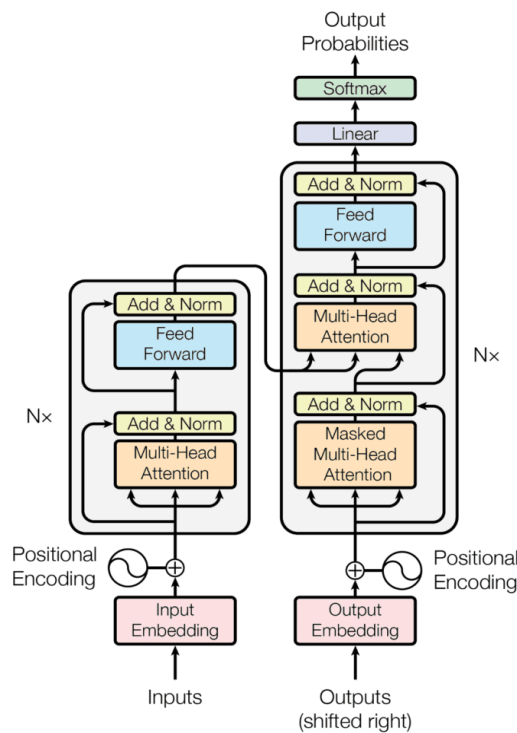 Output
Probabilities
Softmax
Linear
Add & Norm
Feed
Forward
Add & Norm
Multi-Head
Attention
Add & Norm
Masked
Multi-Head
Attention
N×
Add & Norm
Feed
Forward
Add & Norm
Multi-Head
Attention
N×
Positional
Encoding
Positional
Encoding
Input
Embedding
Output
Embedding
Inputs
Outputs
(shifted right)